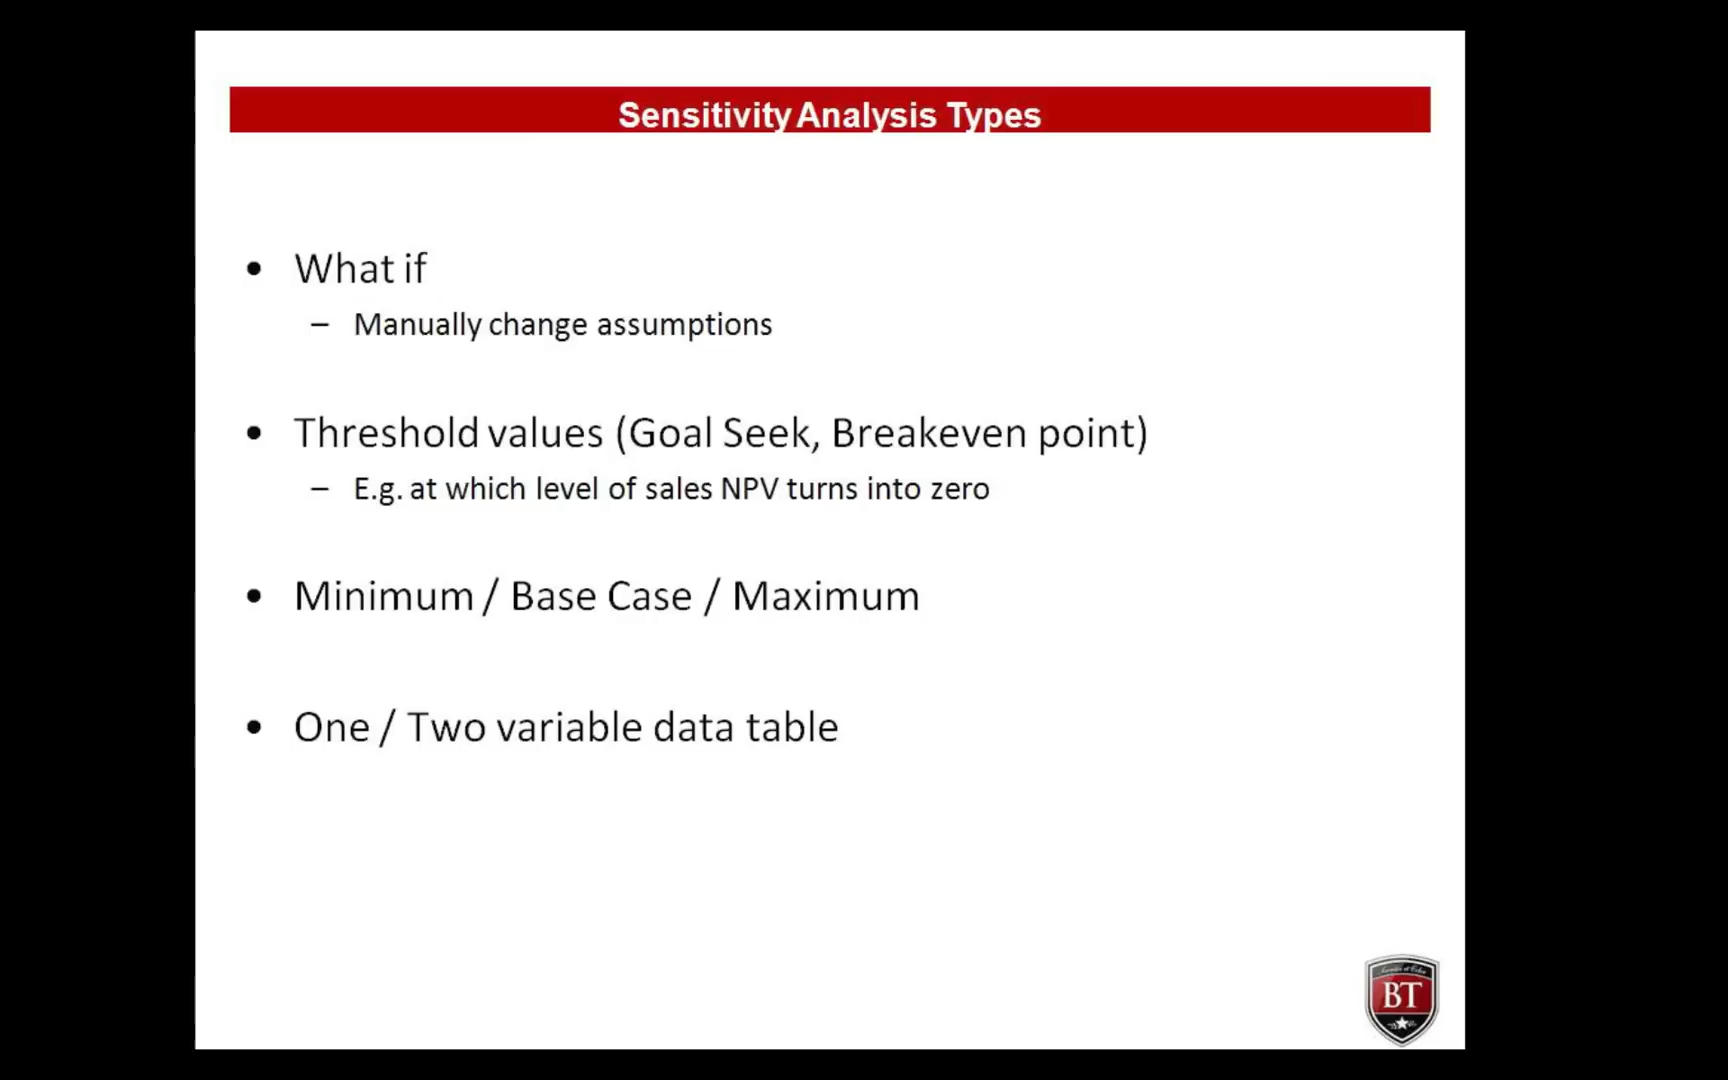 Sensitivity Analysis Types
• What if
– Manually change assumptions
• Threshold values (Goal Seek, Breakeven point)
– E.g. at which level of sales NPV turns into zero
• Minimum / Base Case / Maximum
• One / Two variable data table
BT